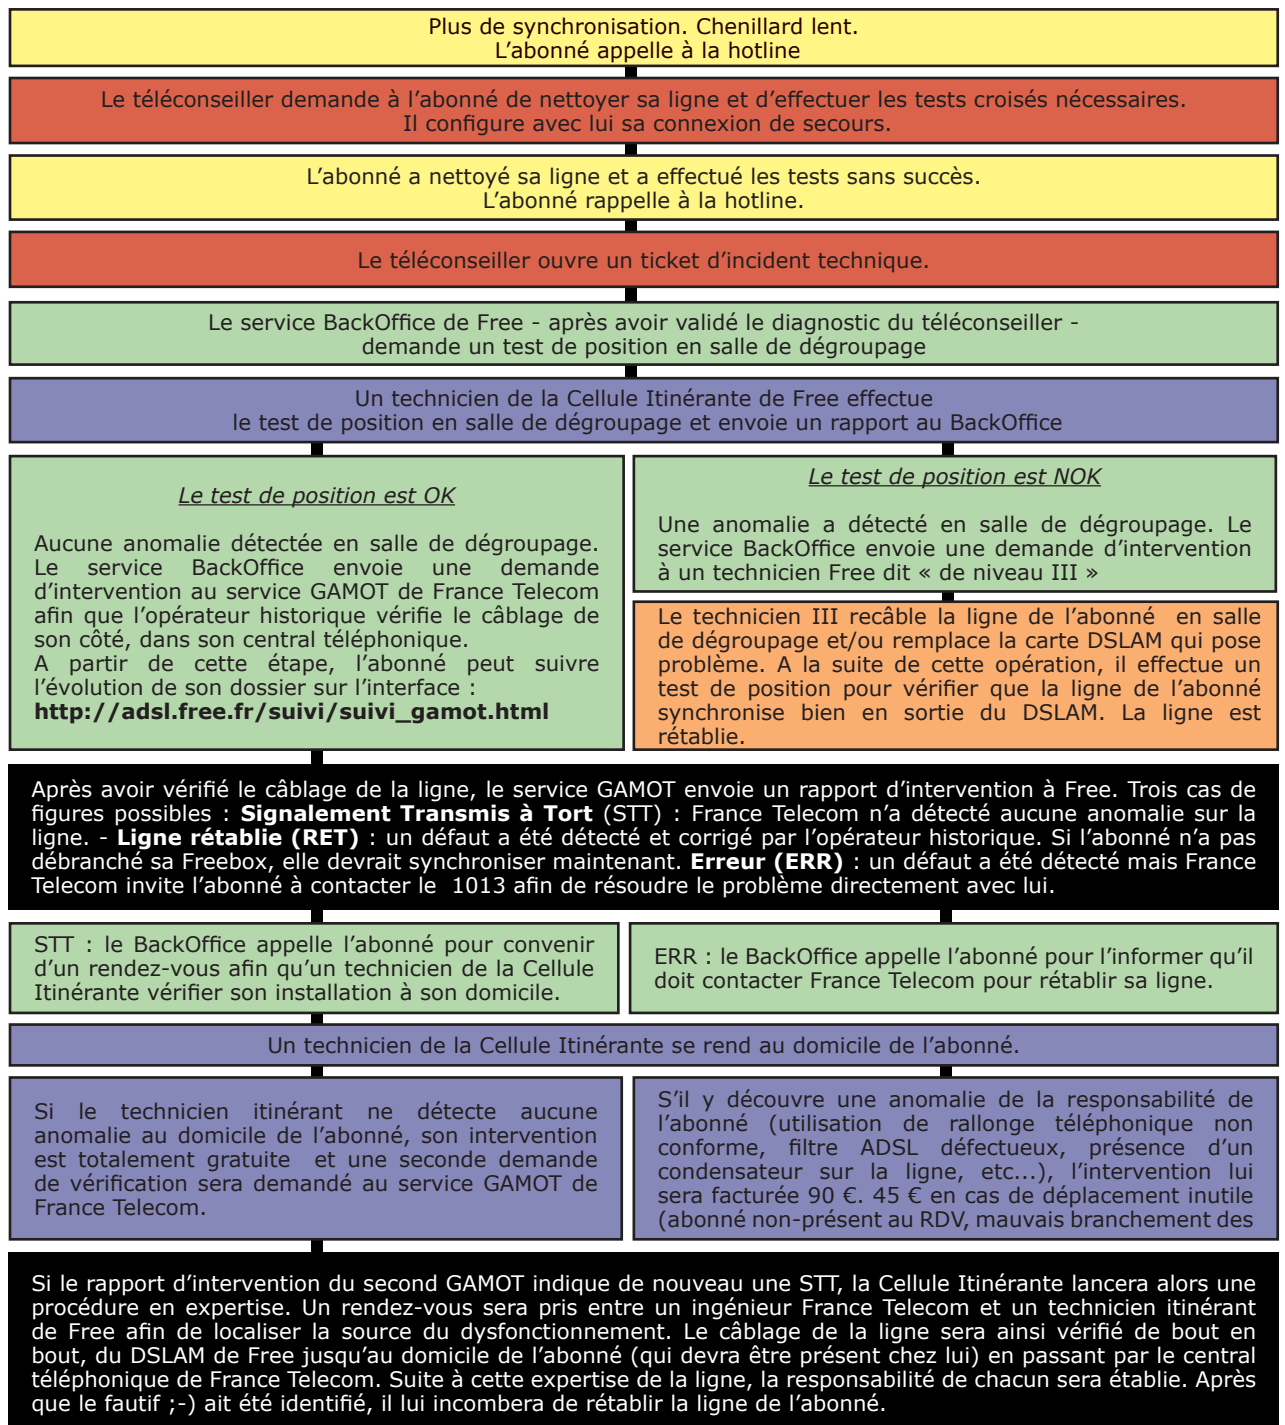 Plus de synchronisation. Chenillard lent.
L'abonné appelle à la hotline
Le téléconseiller demande à l'abonné de nettoyer sa ligne et d'effectuer les tests croisés nécessaires.
Il configure avec lui sa connexion de secours.
L'abonné a nettoyé sa ligne et a effectué les tests sans succès.
L'abonné rappelle à la hotline.
Le téléconseiller ouvre un ticket d'incident technique.
Le service BackOffice de Free - après avoir validé le diagnostic du téléconseiller -
demande un test de position en salle de dégroupage
Un technicien de la Cellule Itinérante de Free effectue
le test de position en salle de dégroupage et envoie un rapport au BackOffice
Le test de position est OK
Aucune anomalie détectée en salle de dégroupage.
Le service BackOffice envoie une demande
d'intervention au service GAMOT de France Telecom
afin que l'opérateur historique vérifie le câblage de
son côté, dans son central téléphonique.
A partir de cette étape, l'abonné peut suivre
l'évolution de son dossier sur l'interface :
http://adsl.free.fr/suivi/suivi_gamot.html
Le test de position est NOK
Une anomalie a détecté en salle de dégroupage. Le
service BackOffice envoie une demande d'intervention
à un technicien Free dit « de niveau III »
Le technicien III recâble la ligne de l'abonné en salle
de dégroupage et/ou remplace la carte DSLAM qui pose
problème. A la suite de cette opération, il effectue un
test de position pour vérifier que la ligne de l'abonné
synchronise bien en sortie du DSLAM. La ligne est
rétablie.
Après avoir vérifié le câblage de la ligne, le service GAMOT envoie un rapport d'intervention à Free. Trois cas de
figures possibles : Signalement Transmis à Tort (STT) : France Telecom n'a détecté aucune anomalie sur la
ligne. - Ligne rétablie (RET) : un défaut a été détecté et corrigé par l'opérateur historique. Si l'abonné n'a pas
débranché sa Freebox, elle devrait synchroniser maintenant. Erreur (ERR) : un défaut a été détecté mais France
Telecom invite l'abonné à contacter le 1013 afin de résoudre le problème directement avec lui.
STT : le BackOffice appelle l'abonné pour convenir
d'un rendez-vous afin qu'un technicien de la Cellule
Itinérante vérifier son installation à son domicile.
ERR : le BackOffice appelle l'abonné pour l'informer qu'il
doit contacter France Telecom pour rétablir sa ligne.
Un technicien de la Cellule Itinérante se rend au domicile de l'abonné.
Si le technicien itinérant ne détecte aucune
anomalie au domicile de l'abonné, son intervention
est totalement gratuite et une seconde demande
de vérification sera demandé au service GAMOT de
France Telecom.
S'il y découvre une anomalie de la responsabilité de
l'abonné (utilisation de rallonge téléphonique non
conforme, filtre ADSL défectueux, présence d'un
condensateur sur la ligne, etc...), l'intervention lui
sera facturée 90 €. 45 € en cas de déplacement inutile
(abonné non-présent au RDV, mauvais branchement des
Si le rapport d'intervention du second GAMOT indique de nouveau une STT, la Cellule Itinérante lancera alors une
procédure en expertise. Un rendez-vous sera pris entre un ingénieur France Telecom et un technicien itinérant
de Free afin de localiser la source du dysfonctionnement. Le câblage de la ligne sera ainsi vérifié de bout en
bout, du DSLAM de Free jusqu'au domicile de l'abonné (qui devra être présent chez lui) en passant par le central
téléphonique de France Telecom. Suite à cette expertise de la ligne, la responsabilité de chacun sera établie. Après
que le fautif ;-) ait été identifié, il lui incombera de rétablir la ligne de l'abonné.